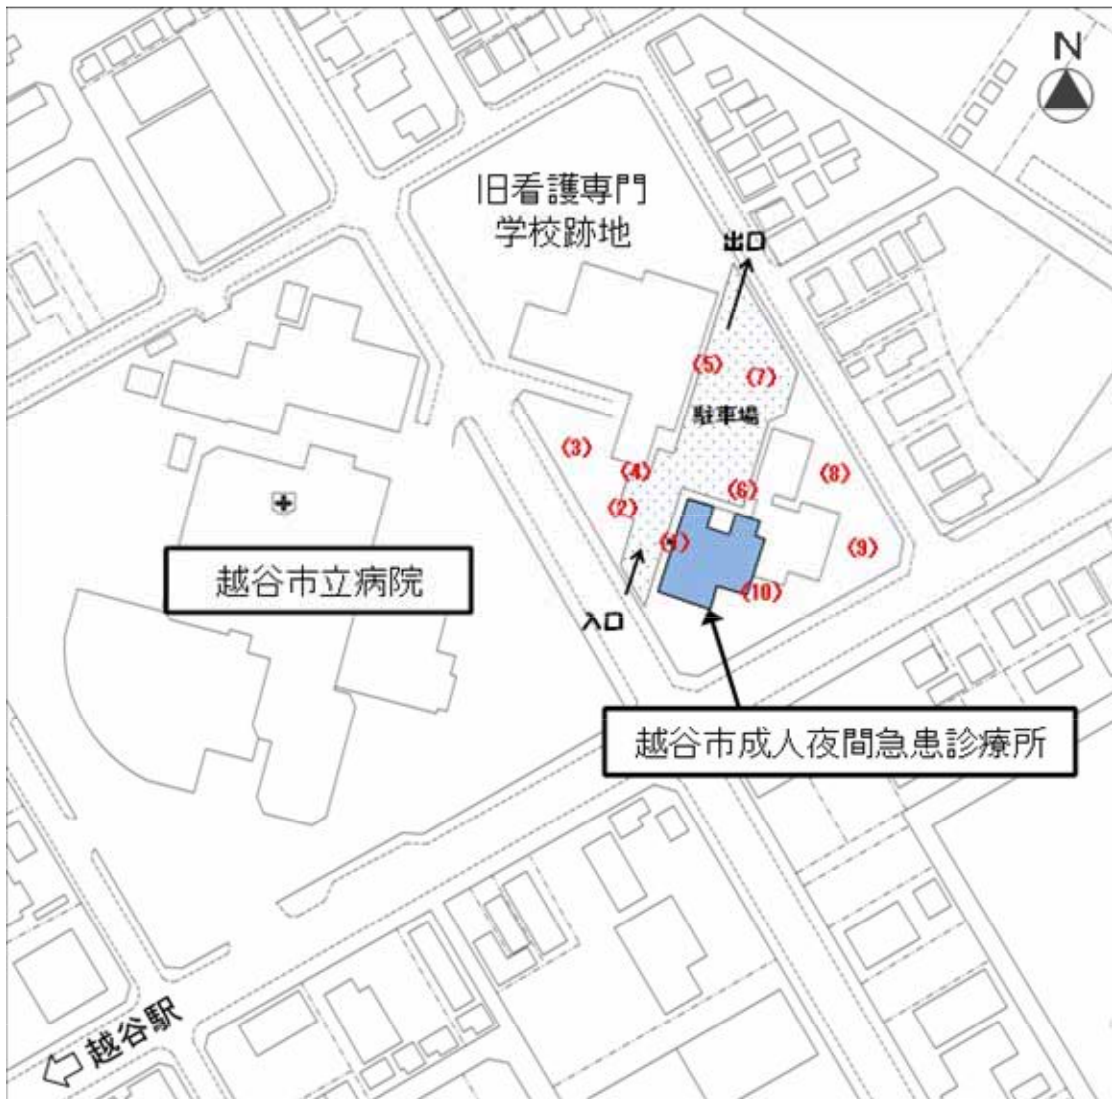 N
旧看護専門
学校跡地
出口
(5)
(7)
駐車場
(3)
(4)
(8)
(6)
(2)
(1)
(9)
越谷市立病院
(10)
入口
越谷市成人夜間急患診療所
越谷駅